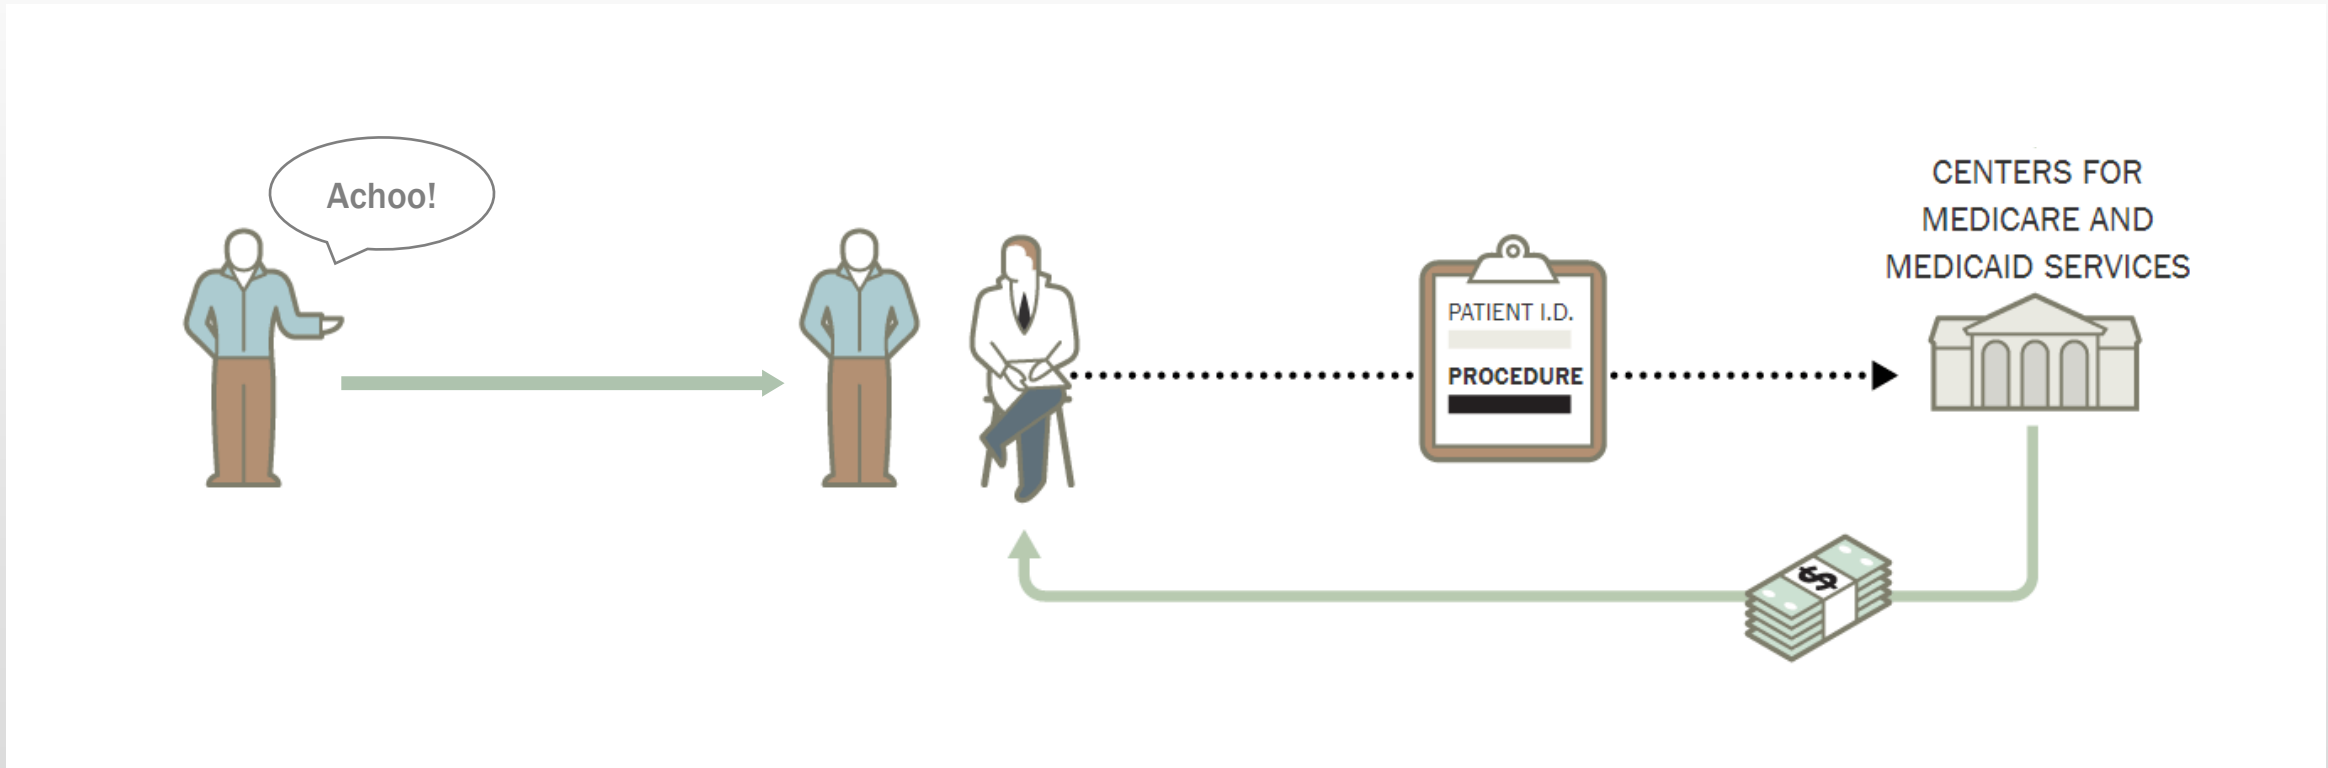 Achoo!
CENTERS FOR
MEDICARE AND
MEDICAID SERVICES
PATIENT I.D.
PROCEDURE
$